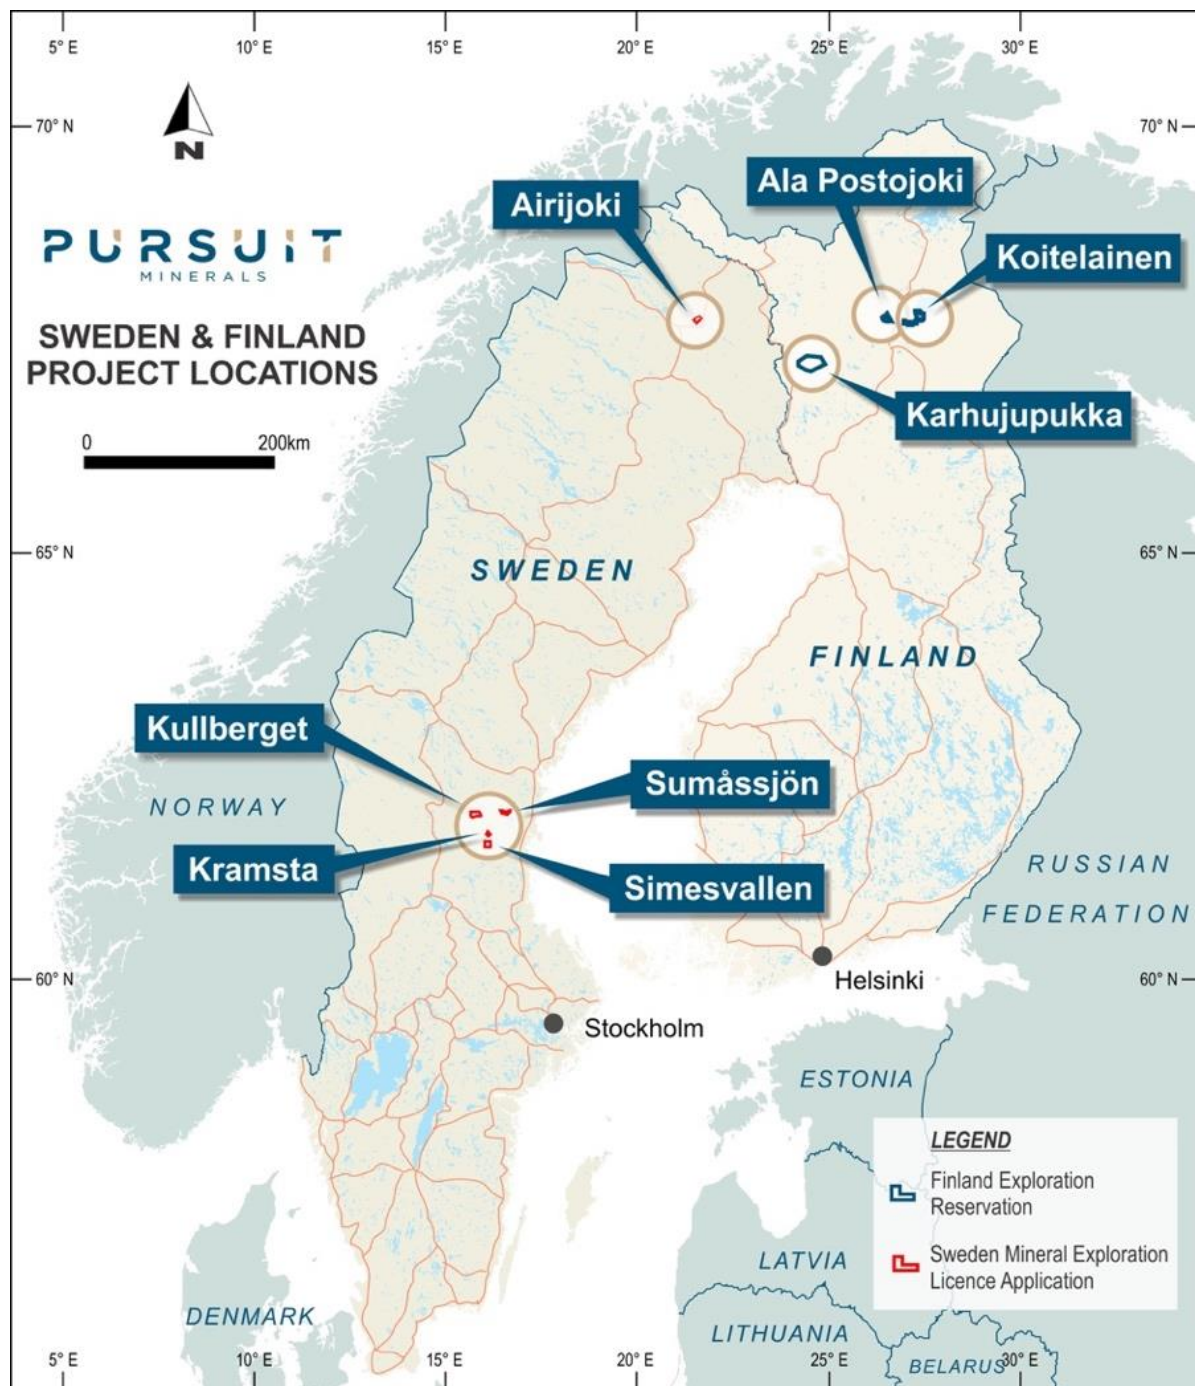 5° E 10° E 15° E 20° E 25° E 30° E
70° N 70° N
N
PURSUIT
MINERALS
SWEDEN & FINLAND
PROJECT LOCATIONS
0 200km
Airijoki
Ala Postojoki
Koitelainen
Karhujupukka
65° N 65° N
SWEDEN
FINLAND
Kullberget
Sumåssjön
NORWAY
Kramsta
Simesvallen
RUSSIAN
FEDERATION
60° N 60° N
Helsinki
Stockholm
ESTONIA
LEGEND
Finland Exploration
Reservation
Sweden Mineral Exploration
Licence Application
LATVIA
DENMARK
LITHUANIA
BELARUS
5° E 10° E 15° E 20° E 25° E 30° E